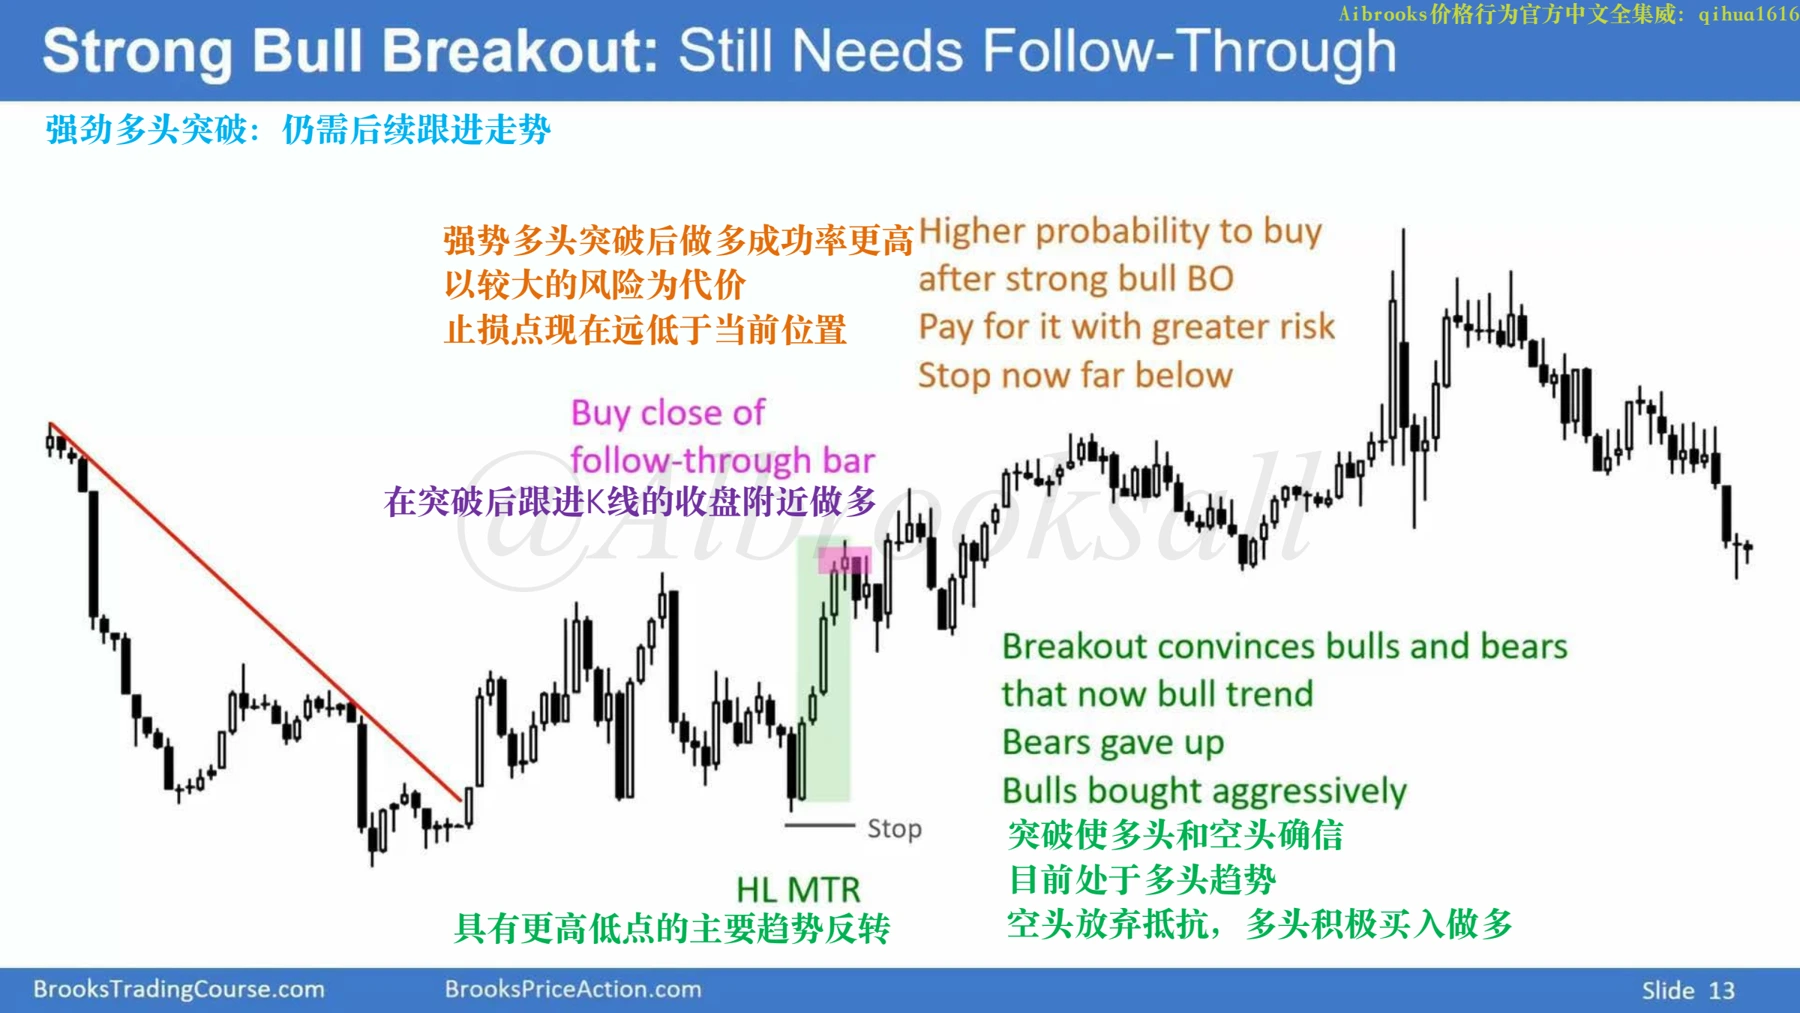 Aibrooks价格行为官方中文全集威：qihua1616
Strong Bull Breakout: Still Needs Follow-Through
强劲多头突破：仍需后续跟进走势
强势多头突破后做多成功率更高
以较大的风险为代价
止损点现在远低于当前位置
Higher probability to buy
after strong bull BO
Pay for it with greater risk
Stop now far below
Buy close of
follow-through bar
在突破后跟进K线的收盘附近做多
@AIbrooksall
Breakout convinces bulls and bears
that now bull trend
Bears gave up
Bulls bought aggressively
突破使多头和空头确信
目前处于多头趋势
空头放弃抵抗，多头积极买入做多
Stop
HL MTR
具有更高低点的主要趋势反转
BrooksTradingCourse.com
BrooksPriceAction.com
Slide 13